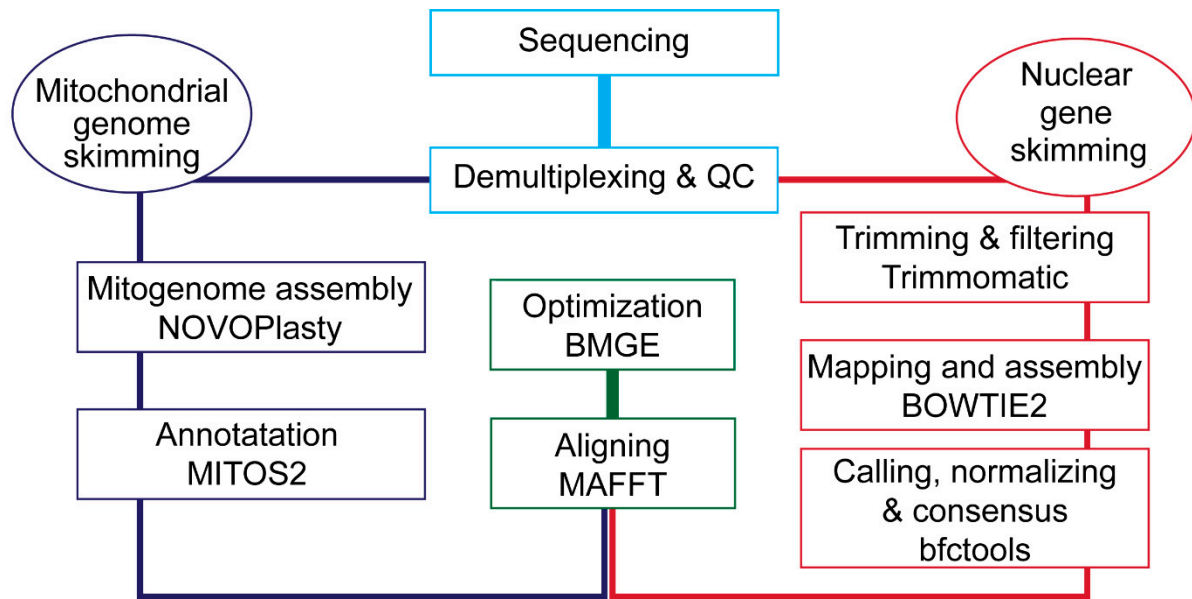 Sequencing
Mitochondrial
genome
skimming
Nuclear
gene
skimming
Demultiplexing & QC
Mitogenome assembly
NOVOPlasty
Annotatation
MITOS2
Optimization
BMGE
Aligning
MAFFT
Trimming & filtering
Trimmomatic
Mapping and assembly
BOWTIE2
Calling, normalizing
& consensus
bfctools